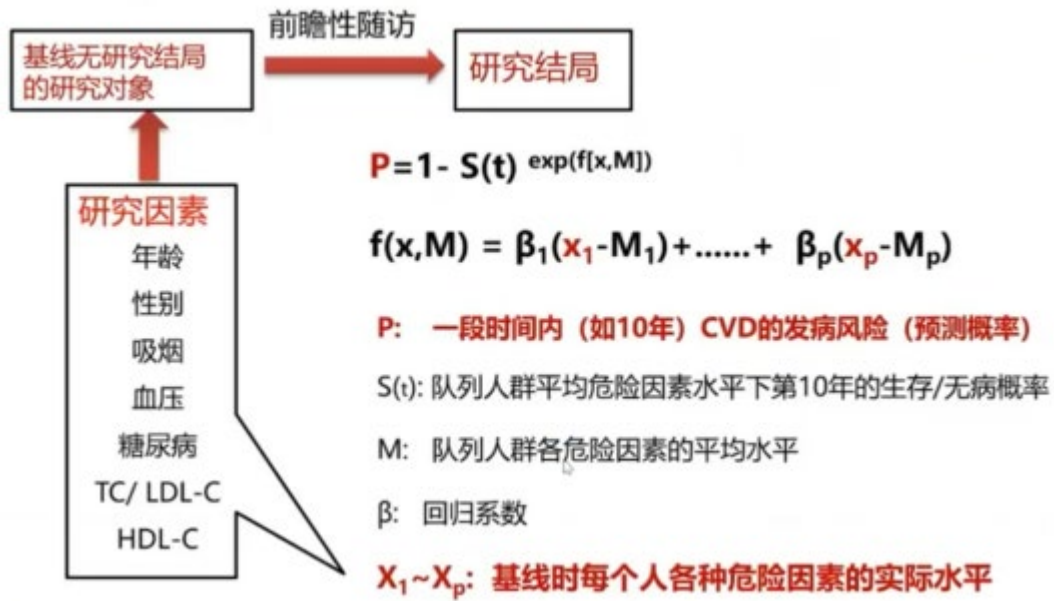 前瞻性随访
基线无研究结局
的研究对象
研究结局
P=1- S(t) exp(f[x,M])
研究因素
年龄
性别
吸烟
血压
糖尿病
TC/ LDL-C
HDL-C
f(x,M) = β₁(x₁-M₁)+......+ βₚ(xₚ-Mₚ)
P: 一段时间内（如10年）CVD的发病风险（预测概率）
S(t): 队列人群平均危险因素水平下第10年的生存/无病概率
M: 队列人群各危险因素的平均水平
β: 回归系数
X₁~Xₚ: 基线时每个人各种危险因素的实际水平